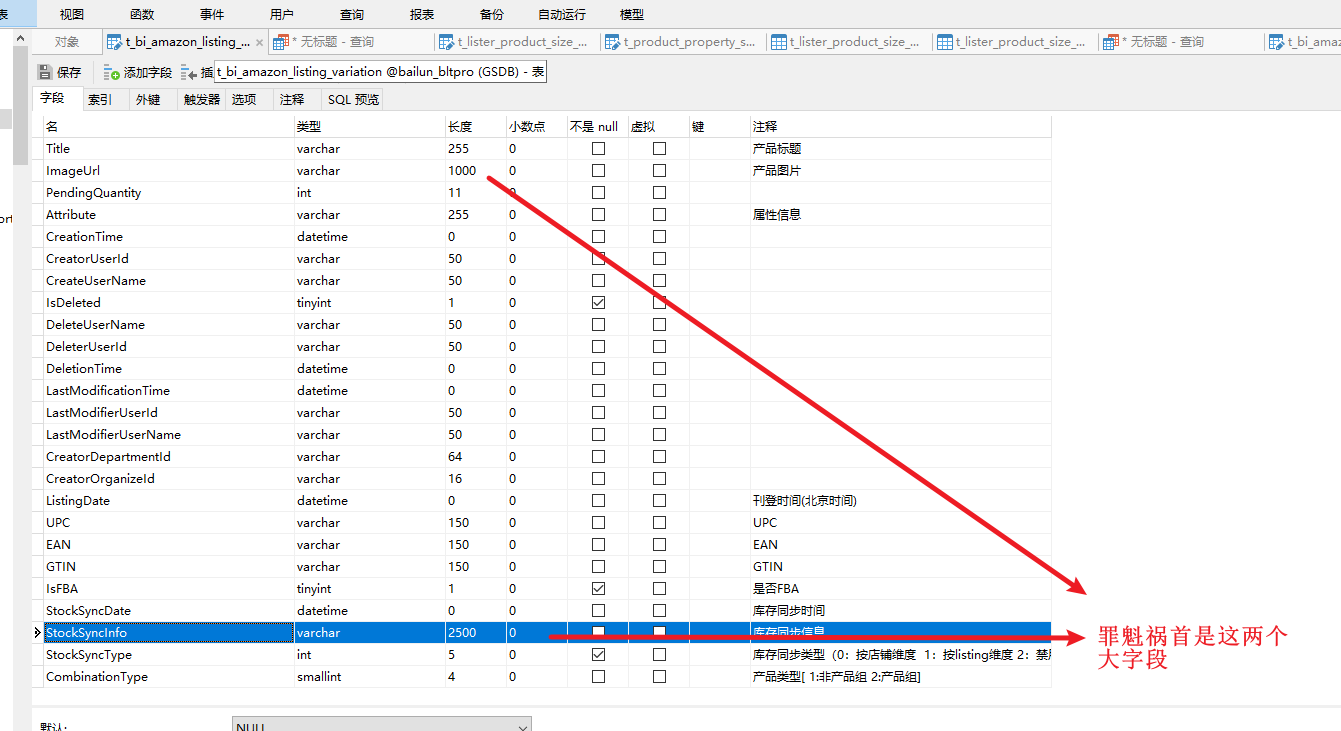 表 视图 函数 事件 用户 查询 报表 备份 自动运行 模型
对象 t_bi_amazon_listing_... * 无标题 - 查询 t_lister_product_size_... t_product_property_s... t_lister_product_size_... t_lister_product_size_... * 无标题 - 查询 t_bi_amaz
保存 添加字段 插 t_bi_amazon_listing_variation @bailun_bltpro (GSDB) - 表
字段 索引 外键 触发器 选项 注释 SQL 预览
名 类型 长度 小数点 不是 null 虚拟 键 注释
Title varchar 255 0 产品标题
ImageUrl varchar 1000 0 产品图片
PendingQuantity int 11 0
ort
Attribute varchar 255 0 属性信息
CreationTime datetime 0 0
CreatorUserId varchar 50 0
CreateUserName varchar 50 0
IsDeleted tinyint 1 0
DeleteUserName varchar 50 0
DeleterUserId varchar 50 0
DeletionTime datetime 0 0
LastModificationTime datetime 0 0
LastModifierUserId varchar 50 0
LastModifierUserName varchar 50 0
CreatorDepartmentId varchar 64 0
CreatorOrganizeId varchar 16 0
ListingDate datetime 0 0 刊登时间(北京时间)
UPC varchar 150 0 UPC
EAN varchar 150 0 EAN
GTIN varchar 150 0 GTIN
IsFBA tinyint 1 0 是否FBA
StockSyncDate datetime 0 0 库存同步时间
StockSyncInfo varchar 2500 0 库存同步信息
StockSyncType int 5 0 库存同步类型（0：按店铺维度 1：按listing维度 2：禁
CombinationType smallint 4 0 产品类型[ 1:非产品组 2:产品组]
罪魁祸首是这两个
大字段
默认: NULL